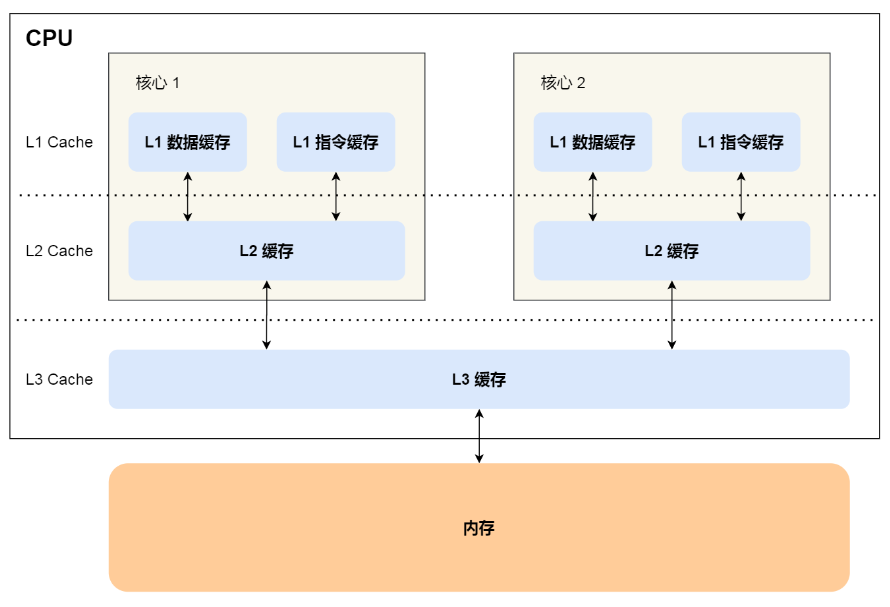 CPU
核心 1
核心 2
L1 Cache
L1 数据缓存
L1 指令缓存
L1 数据缓存
L1 指令缓存
L2 Cache
L2 缓存
L2 缓存
L3 Cache
L3 缓存
内存